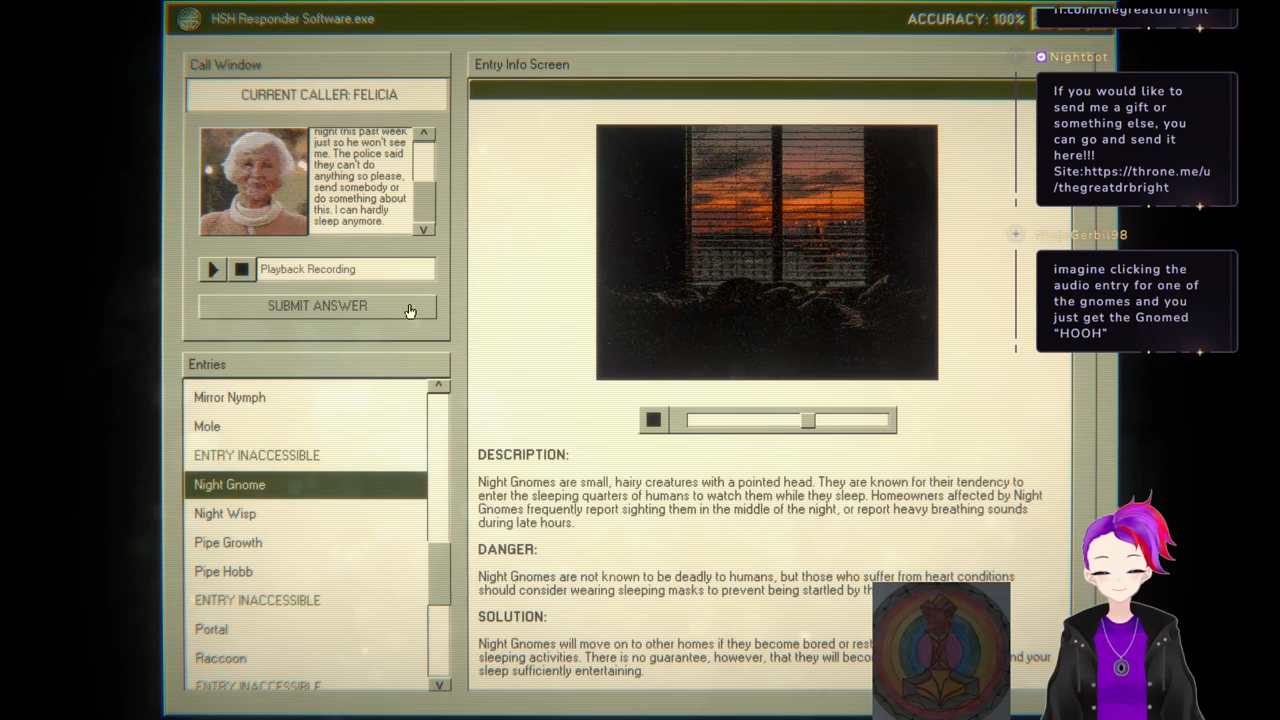 HSH Responder Software.exe
ACCURACY: 100%
Call Window
CURRENT CALLER: FELICIA
night this past week
just so he won't see
me. The police said
they can't do
anything so please,
send somebody or
do something about
this. I can hardly
sleep anymore.
Playback Recording
SUBMIT ANSWER
Entries
Mirror Nymph
Mole
ENTRY INACCESSIBLE
Night Gnome
Night Wisp
Pipe Growth
Pipe Hobb
ENTRY INACCESSIBLE
Portal
Raccoon
ENTRY INACCESSIBLE
Entry Info Screen
DESCRIPTION:
Night Gnomes are small, hairy creatures with a pointed head. They are known for their tendency to
enter the sleeping quarters of humans to watch them while they sleep. Homeowners affected by Night
Gnomes frequently report sighting them in the middle of the night, or report heavy breathing sounds
during late hours.
DANGER:
Night Gnomes are not known to be deadly to humans, but those who suffer from heart conditions
should consider wearing sleeping masks to prevent being startled by
SOLUTION:
Night Gnomes will move on to other homes if they become bored or
sleeping activities. There is no guarantee, however, that they will your
sleep sufficiently entertaining.
Nightbot
If you would like to
send me a gift or
something else, you
can go and send it
here!!!
Site:https://throne.me/u
/thegreatdrbright
imagine clicking the
audio entry for one of
the gnomes and you
just get the Gnomed
"HOOH"